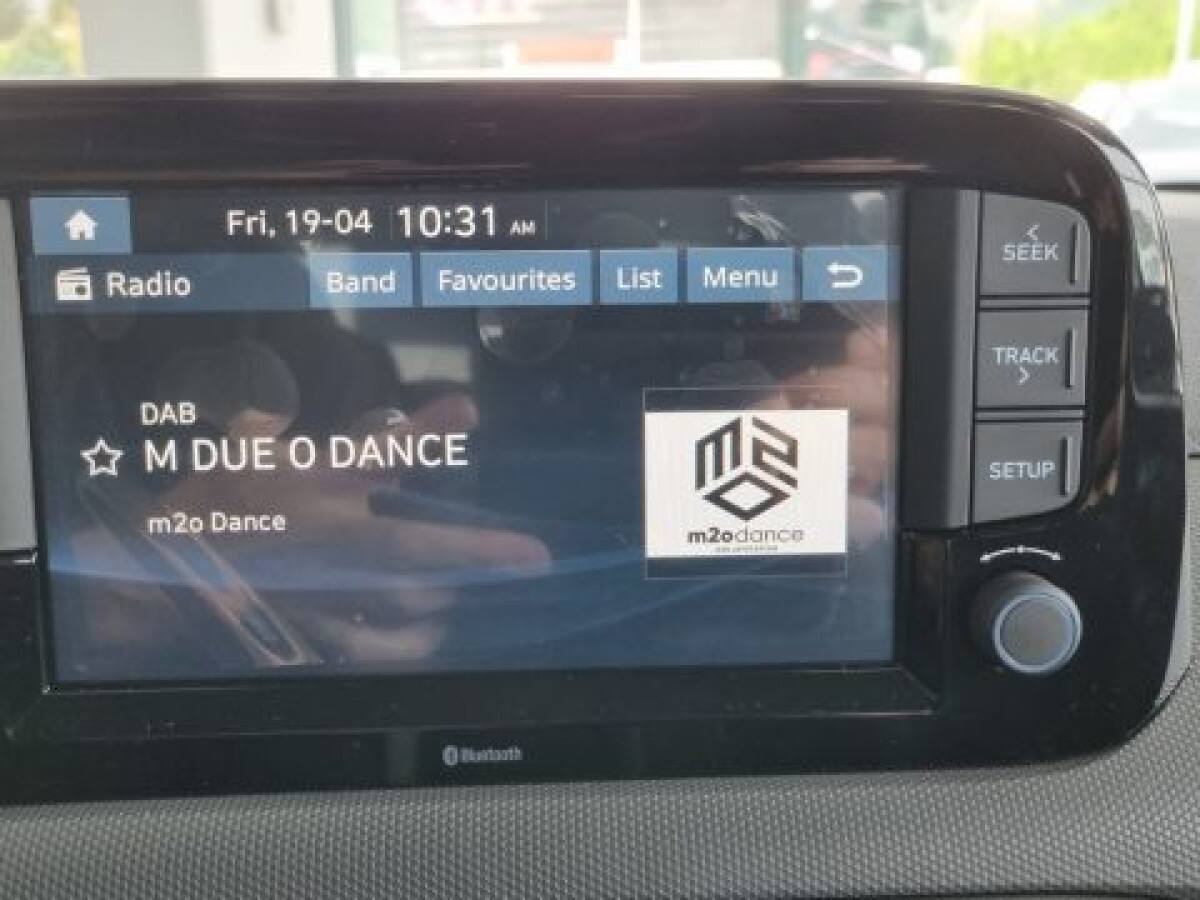 Fri, 19-04 10:31 AM
Radio Band Favourites List Menu
DAB
M DUE O DANCE
m2o Dance
m2o
m2odance
SEEK
TRACK
SETUP
Bluetooth